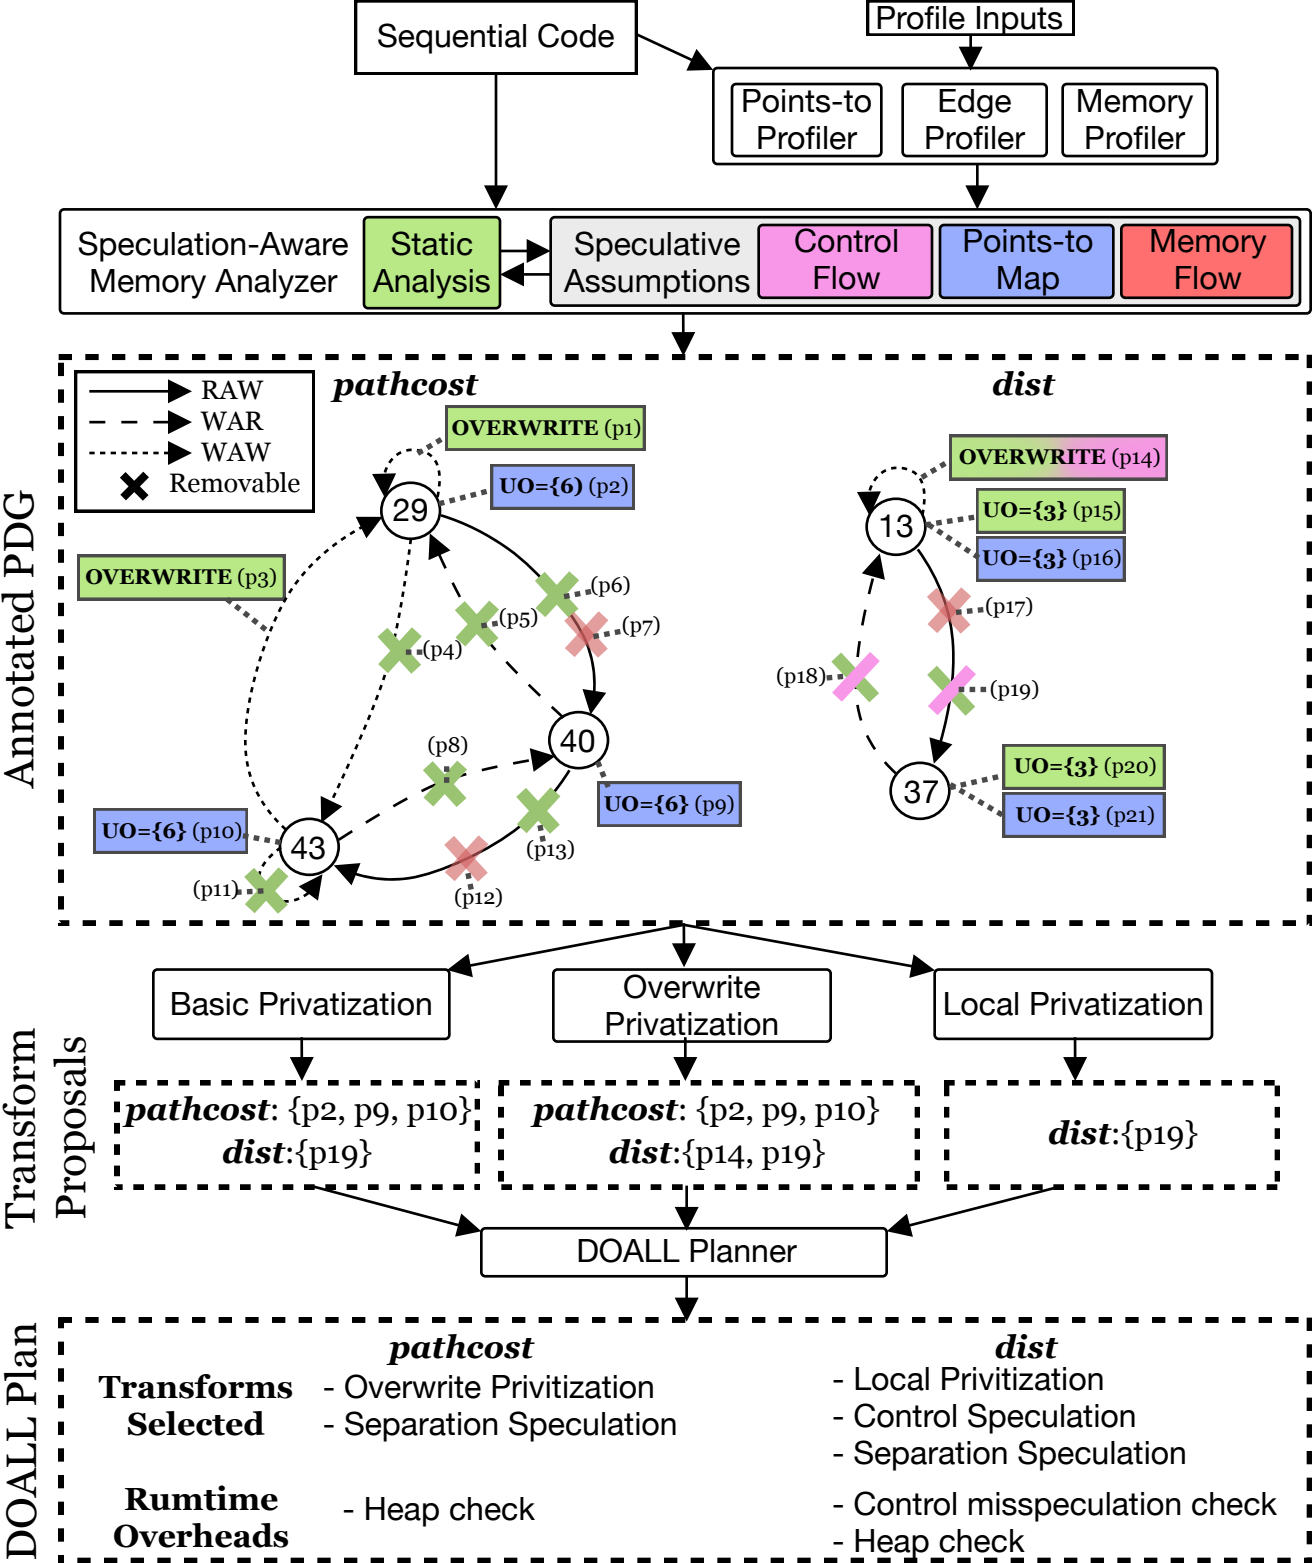 Sequential Code
Profile Inputs
Points-to
Profiler
Edge
Profiler
Memory
Profiler
Speculation-Aware
Memory Analyzer
Static
Analysis
Speculative
Assumptions
Control
Flow
Points-to
Map
Memory
Flow
Annotated PDG
RAW
WAR
WAW
Removable
pathcost
OVERWRITE (p1)
UO={6) (p2)
29
OVERWRITE (p3)
(p4)
(p5)
(p6)
(p7)
(p8)
40
UO={6} (p9)
UO={6} (p10)
43
(p11)
(p12)
(p13)
dist
OVERWRITE (p14)
13
UO={3} (p15)
UO={3} (p16)
(p17)
(p18)
(p19)
37
UO={3} (p20)
UO={3} (p21)
Transform
Proposals
Basic Privatization
Overwrite
Privatization
Local Privatization
pathcost: {p2, p9, p10}
dist:{p19}
pathcost: {p2, p9, p10}
dist:{p14, p19}
dist:{p19}
DOALL Planner
DOALL Plan
pathcost
dist
Transforms
Selected
- Overwrite Privitization
- Separation Speculation
- Local Privitization
- Control Speculation
- Separation Speculation
Rumtime
Overheads
- Heap check
- Control misspeculation check
- Heap check